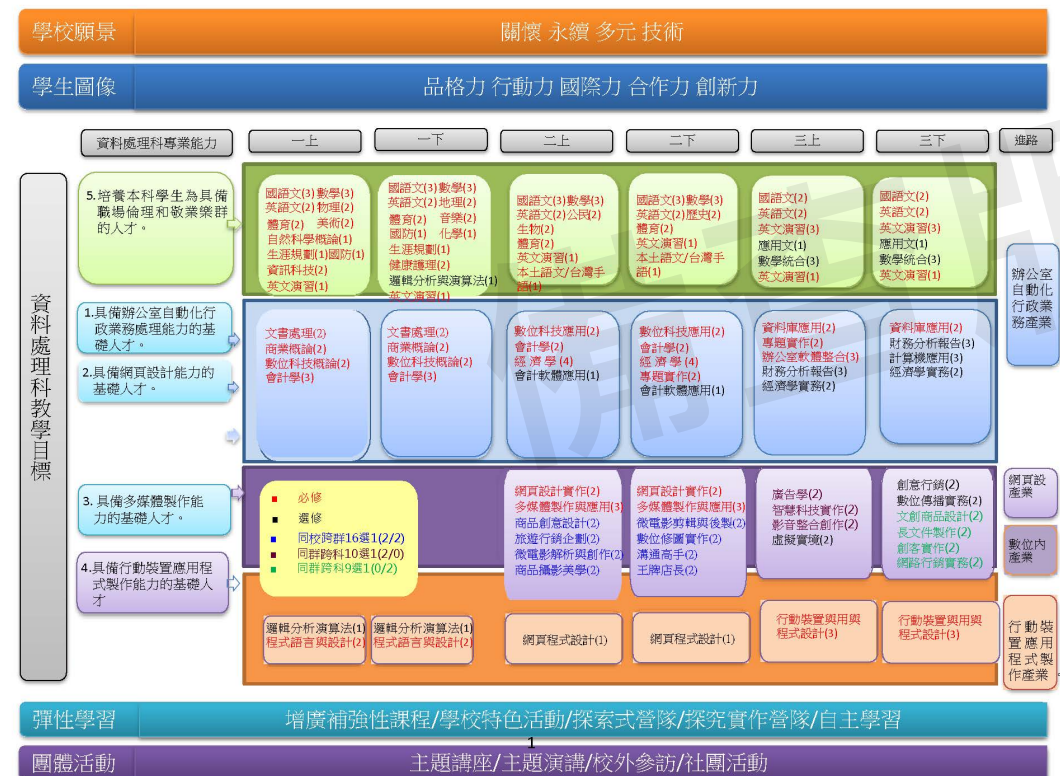 學校願景
關懷 永續 多元 技術
學生圖像
品格力 行動力 國際力 合作力 創新力
資料處理科專業能力
一上
一下
二上
二下
三上
三下
進路
資料處理科教學目標
5.培養本科學生為具備
職場倫理和敬業樂群
的人才。
國語文(3)數學(3)
英語文(2)物理(2)
體育(2) 美術(2)
自然科學概論(1)
生涯規劃(1)國防(1)
資訊科技(2)
英文演習(1)
國語文(3)數學(3)
英語文(2)地理(2)
體育(2) 音樂(2)
國防(1) 化學(1)
生涯規劃(1)
健康護理(2)
邏輯分析與演算法(1)
英文演習(1)
國語文(3)數學(3)
英語文(2)公民(2)
生物(2)
體育(2)
英文演習(1)
本土語文/台灣手
語(1)
國語文(3)數學(3)
英語文(2)歷史(2)
體育(2)
英文演習(1)
本土語文/台灣手
語(1)
國語文(2)
英語文(2)
英文演習(3)
應用文(1)
數學統合(3)
英文演習(1)
國語文(2)
英語文(2)
英文演習(3)
應用文(1)
數學統合(3)
英文演習(1)
辦公室
自動化
行政業
務產業
1.具備辦公室自動化行
政業務處理能力的基
礎人才。
2.具備網頁設計能力的
基礎人才。
文書處理(2)
商業概論(2)
數位科技概論(2)
會計學(3)
文書處理(2)
商業概論(2)
數位科技概論(2)
會計學(3)
數位科技應用(2)
會計學(2)
經 濟 學(4)
會計軟體應用(1)
數位科技應用(2)
會計學(2)
經 濟 學(4)
專題實作(2)
會計軟體應用(1)
資料庫應用(2)
專題實作(2)
辦公室軟體整合(3)
財務分析報告(3)
經濟學實務(2)
資料庫應用(2)
財務分析報告(3)
計算機應用(3)
經濟學實務(2)
3. 具備多媒體製作能
力的基礎人才。
4.具備行動裝置應用程
式製作能力的基礎人
才
必修
選修
同校跨群16選1(2/2)
同群跨科10選1(2/0)
同群跨科9選1(0/2)
網頁設計實作(2)
多媒體製作與應用(3)
商品創意設計(2)
旅遊行銷企劃(2)
微電影解析與創作(2)
商品攝影美學(2)
網頁設計實作(2)
多媒體製作與應用(3)
微電影剪輯與後製(2)
數位修圖實作(2)
溝通高手(2)
王牌店長(2)
廣告學(2)
智慧科技實作(2)
影音整合創作(2)
虛擬實境(2)
創意行銷(2)
數位傳播實務(2)
文創商品設計(2)
長文件製作(2)
創客實作(2)
網路行銷實務(2)
網頁設
產業
數位內
產業
邏輯分析演算法(1)
程式語言與設計(2)
邏輯分析演算法(1)
程式語言與設計(2)
網頁程式設計(1)
網頁程式設計(1)
行動裝置與用與
程式設計(3)
行動裝置與用與
程式設計(3)
行動裝
置應用
程式製
作產業。
彈性學習
增廣補強性課程/學校特色活動/探索式營隊/探究實作營隊/自主學習
1
團體活動
主題講座/主題演講/校外參訪/社團活動